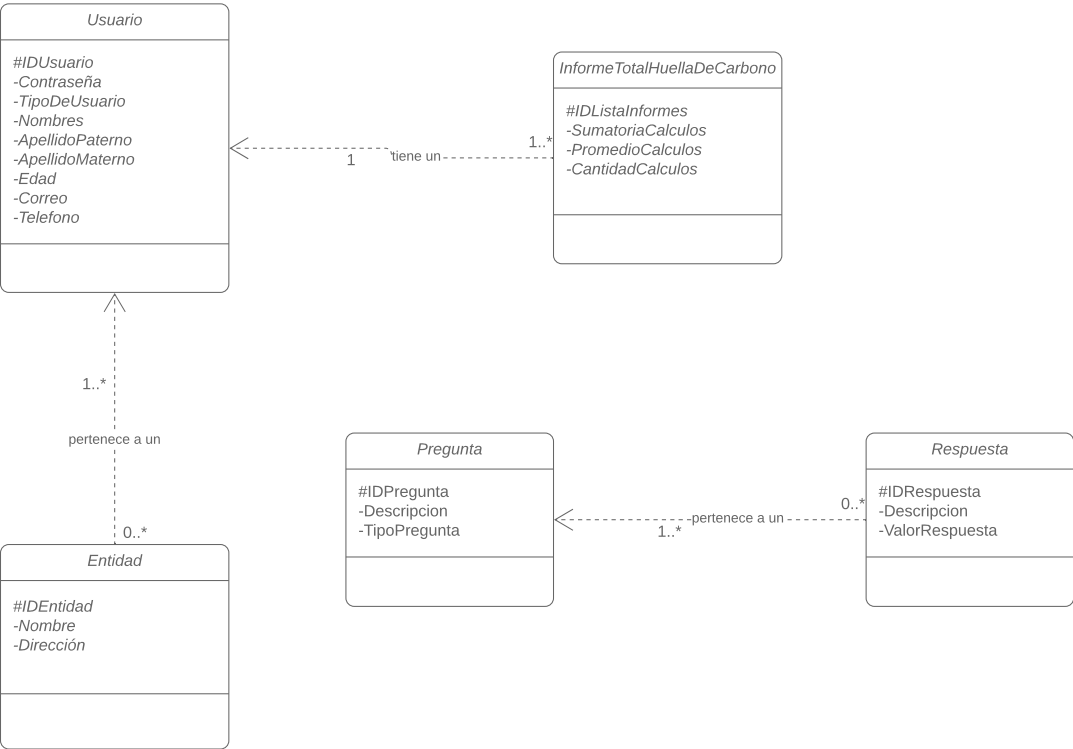 Usuario
#IDUsuario
-Contraseña
-TipoDeUsuario
-Nombres
-ApellidoPaterno
-ApellidoMaterno
-Edad
-Correo
-Telefono
InformeTotalHuellaDeCarbono
#IDListaInformes
-SumatoriaCalculos
-PromedioCalculos
-CantidadCalculos
1
tiene un
1..*
1..*
pertenece a un
0..*
Entidad
#IDEntidad
-Nombre
-Dirección
Pregunta
#IDPregunta
-Descripcion
-TipoPregunta
1..*
pertenece a un
0..*
Respuesta
#IDRespuesta
-Descripcion
-ValorRespuesta